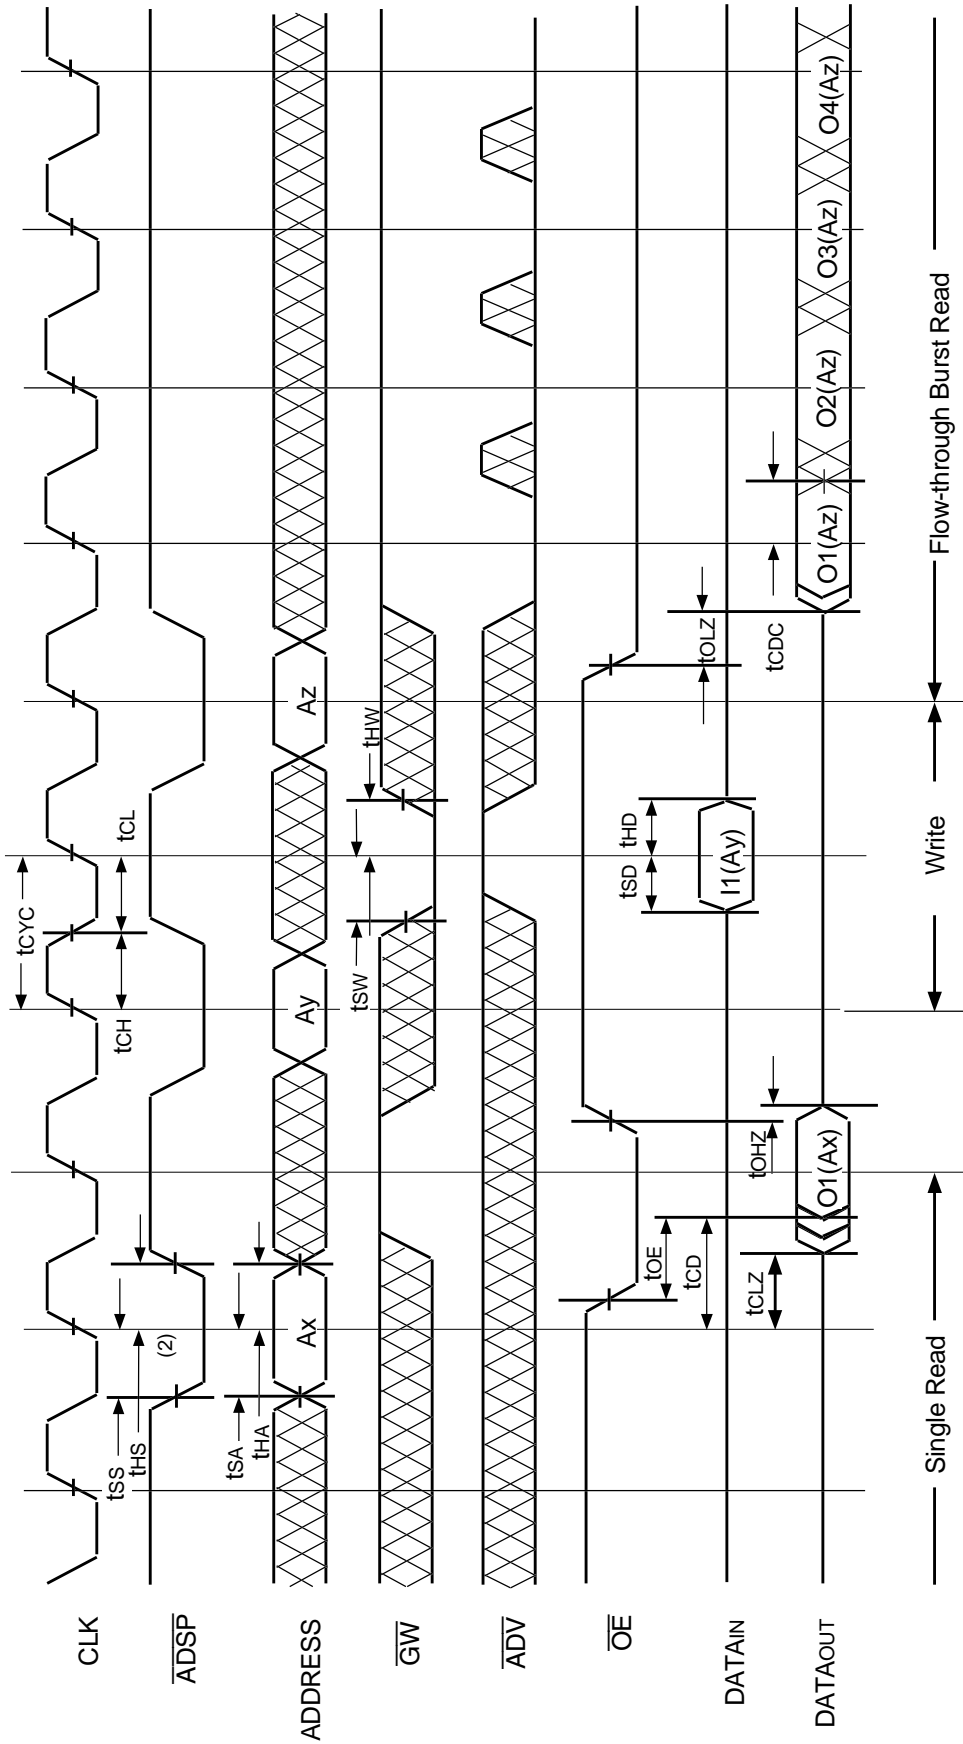 CLK
tCYC
tCH
tCL
ADSP
tSS
tHS
(2)
ADDRESS
tSA
tHA
Ax
Ay
Az
GW
tSW
tHW
ADV
OE
tOE
tOHZ
tOLZ
DATAIN
tSD
tHD
I1(Ay)
tCD
tCLZ
tCDC
DATAOUT
O1(Ax)
O1(Az)
O2(Az)
O3(Az)
O4(Az)
Single Read
Write
Flow-through Burst Read